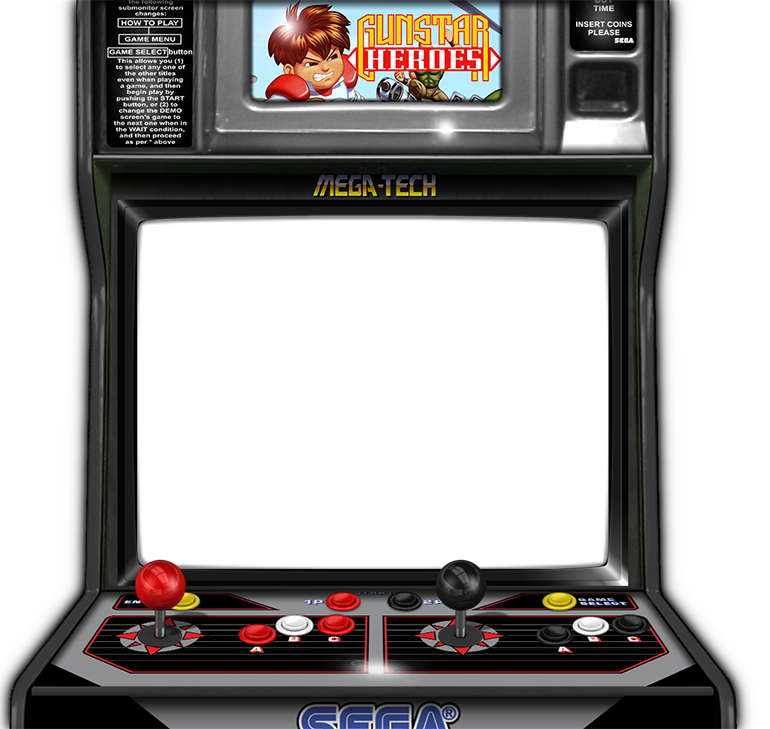 the following
submonitor screen
changes:
HOW TO PLAY
GAME MENU
GAME SELECT button
This allows you (1)
to select any one of
the other titles
even when playing
a game, and then
begin play by
pushing the START
button, or (2) to
change the DEMO
screen's game to
the next one when in
the WAIT condition,
and then proceed
as per * above
GUNSTAR
HEROES
TIME
INSERT COINS
PLEASE
SEGA
MEGA-TECH
1P
2P
GAME
SELECT
A B C
A B C
SEGA®